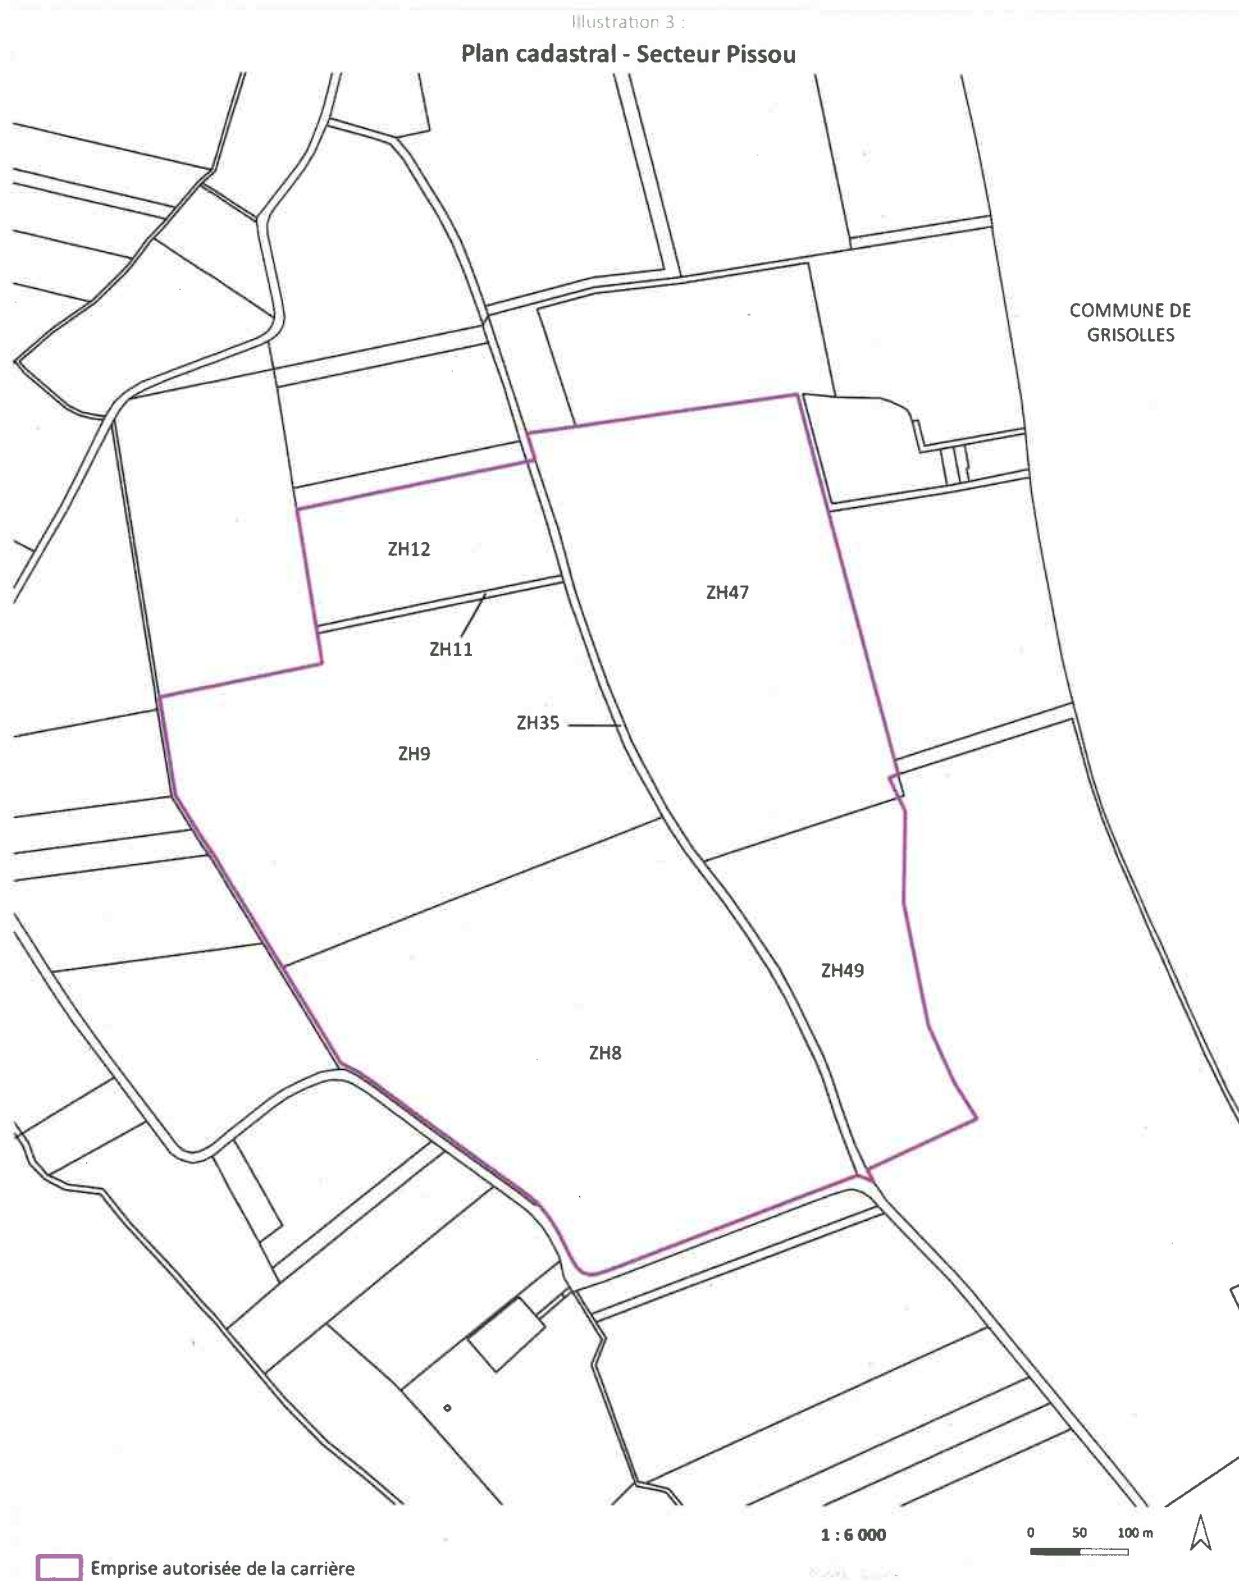 Illustration 3 :
Plan cadastral - Secteur Pissou
COMMUNE DE
GRISOLLES
ZH12
ZH47
ZH11
ZH35
ZH9
ZH49
ZH8
1 : 6 000
0 50 100 m
Emprise autorisée de la carrière